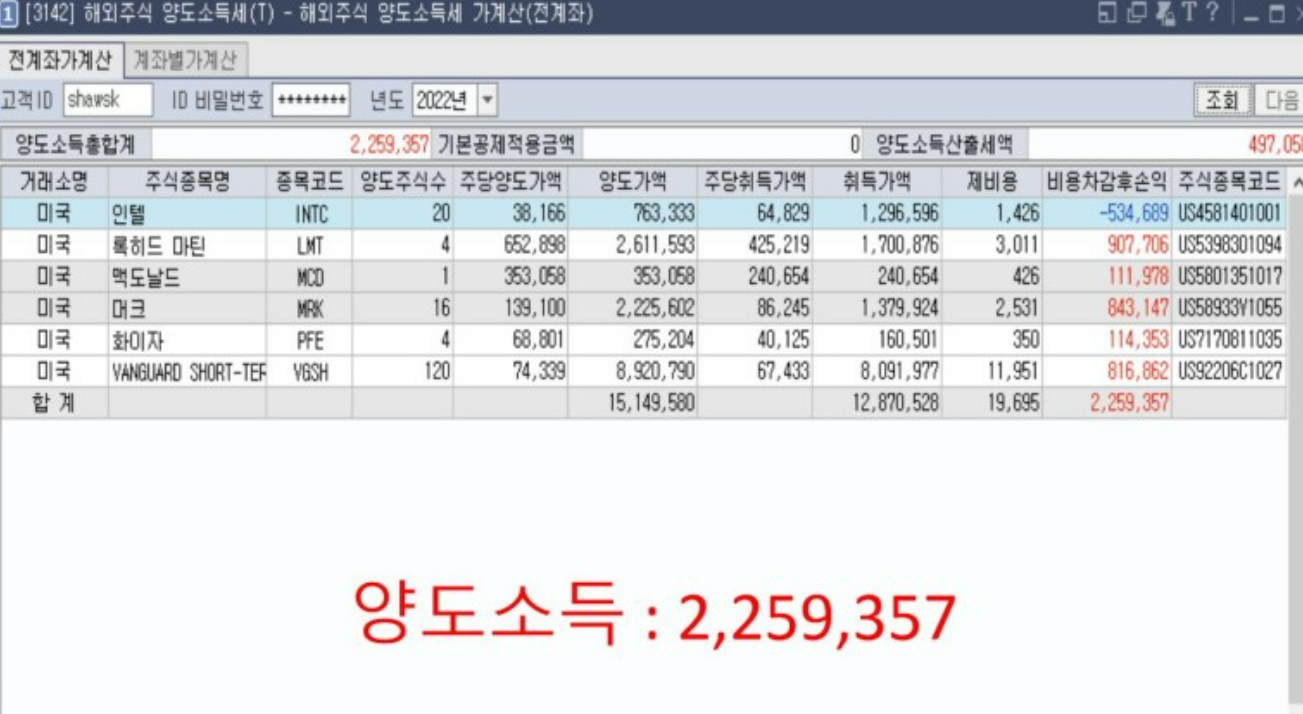 1 [3142] 해외주식 양도소득세(T) - 해외주식 양도소득세 가계산(전계좌) T ?
전계좌가계산 계좌별가계산
고객ID shawsk ID 비밀번호 ******** 년도 2022년 조회 다음
양도소득총합계 2,259,357 기본공제적용금액 0 양도소득산출세액 497,05
거래소명 주식종목명 종목코드 양도주식수 주당양도가액 양도가액 주당취득가액 취득가액 제비용 비용차감후손익 주식종목코드
미국 인텔 INTC 20 38,166 763,333 64,829 1,296,596 1,426 -534,689 US4581401001
미국 록히드 마틴 LMT 4 652,898 2,611,593 425,219 1,700,876 3,011 907,706 US5398301094
미국 맥도날드 MCD 1 353,058 353,058 240,654 240,654 426 111,978 US5801351017
미국 머크 MRK 16 139,100 2,225,602 86,245 1,379,924 2,531 843,147 US58933Y1055
미국 화이자 PFE 4 68,801 275,204 40,125 160,501 350 114,353 US7170811035
미국 VANGUARD SHORT-TER VGSH 120 74,339 8,920,790 67,433 8,091,977 11,951 816,862 US92206C1027
합 계 15,149,580 12,870,528 19,695 2,259,357
양도소득 : 2,259,357